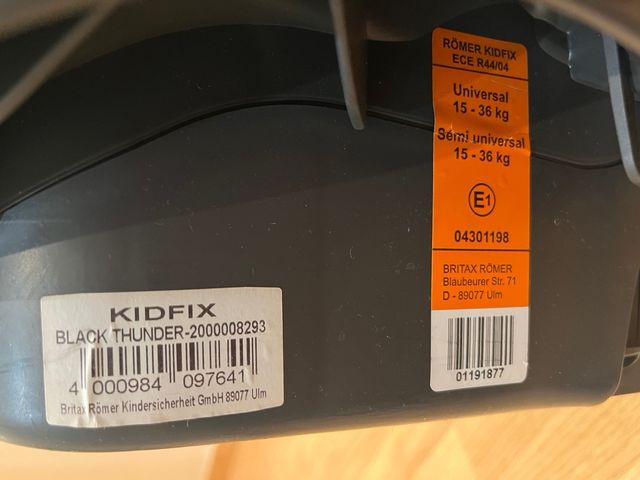 RÖMER KIDFIX
ECE R44/04
Universal
15 - 36 kg
Semi universal
15 - 36 kg
E1
04301198
BRITAX RÖMER
Blaubeurer Str. 71
D - 89077 Ulm
01191877
KIDFIX
BLACK THUNDER-2000008293
4 000984 097641
Britax Römer Kindersicherheit GmbH 89077 Ulm